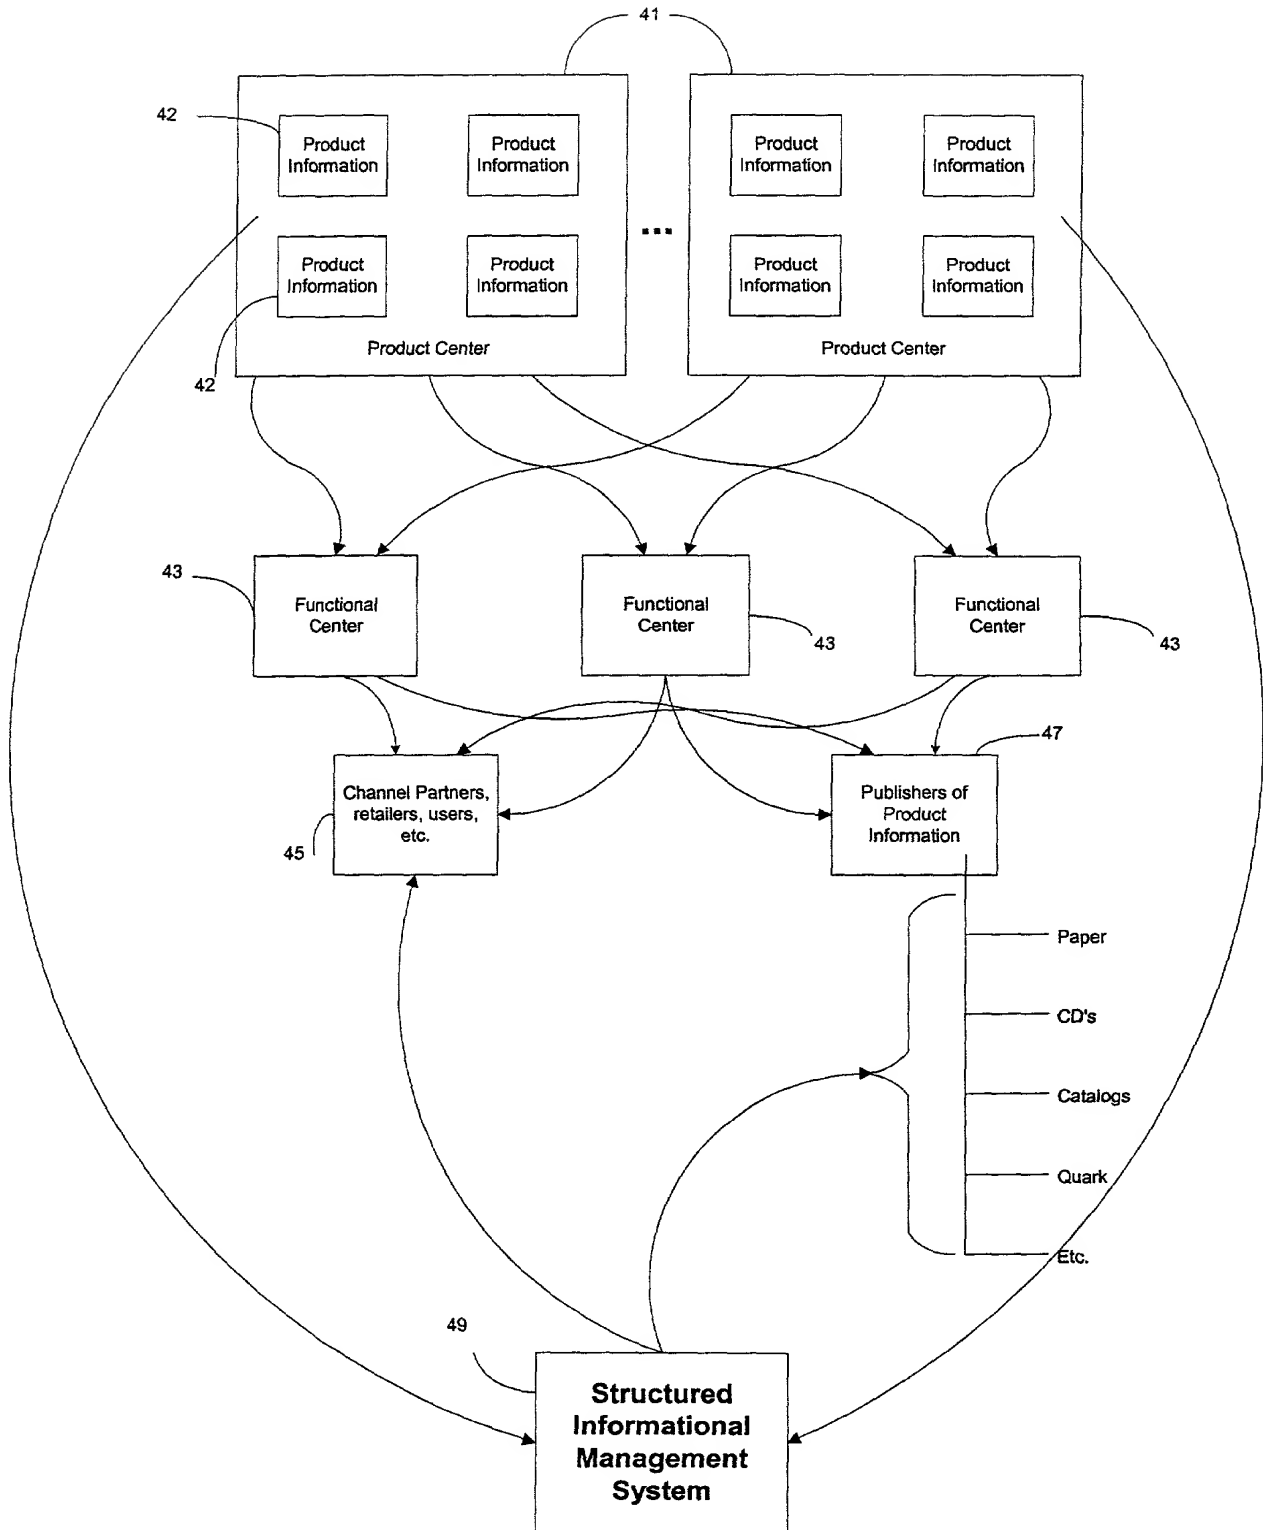 41
42
Product
Information
Product
Information
Product
Information
Product
Information
...
Product
Information
Product
Information
Product
Information
Product
Information
Product Center
Product Center
42
43
Functional
Center
Functional
Center
43
Functional
Center
43
47
Channel Partners,
retailers, users,
etc.
45
Publishers of
Product
Information
Paper
CD's
Catalogs
Quark
Etc.
49
Structured
Informational
Management
System